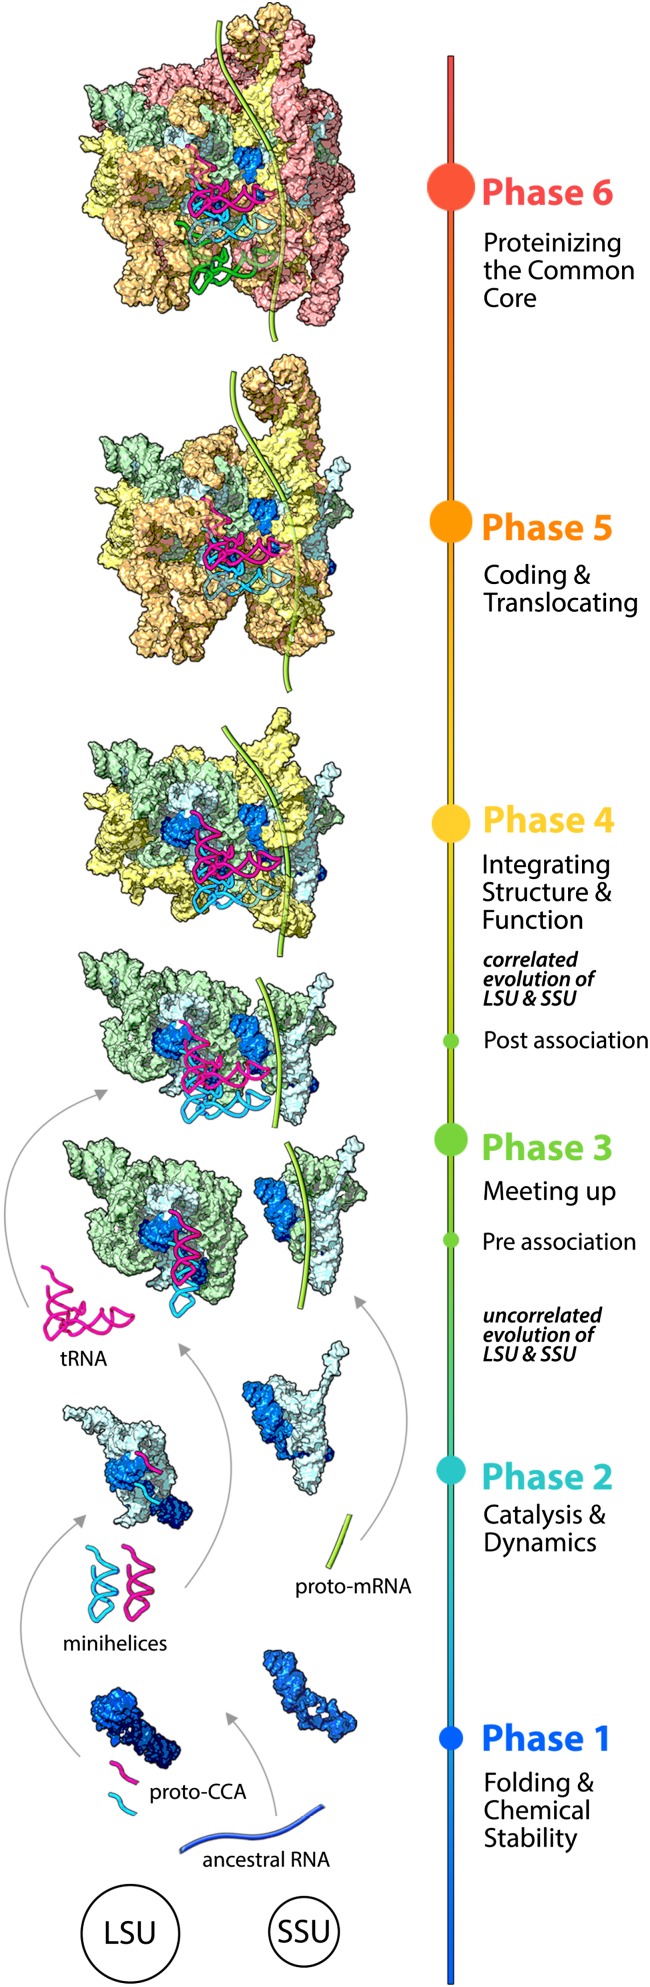 Phase 6
Proteinizing
the Common
Core
Phase 5
Coding &
Translocating
Phase 4
Integrating
Structure &
Function
correlated
evolution of
LSU & SSU
Post association
Phase 3
Meeting up
Pre association
uncorrelated
evolution of
LSU & SSU
tRNA
Phase 2
Catalysis &
Dynamics
proto-mRNA
minihelices
Phase 1
Folding &
Chemical
Stability
proto-CCA
ancestral RNA
LSU
SSU